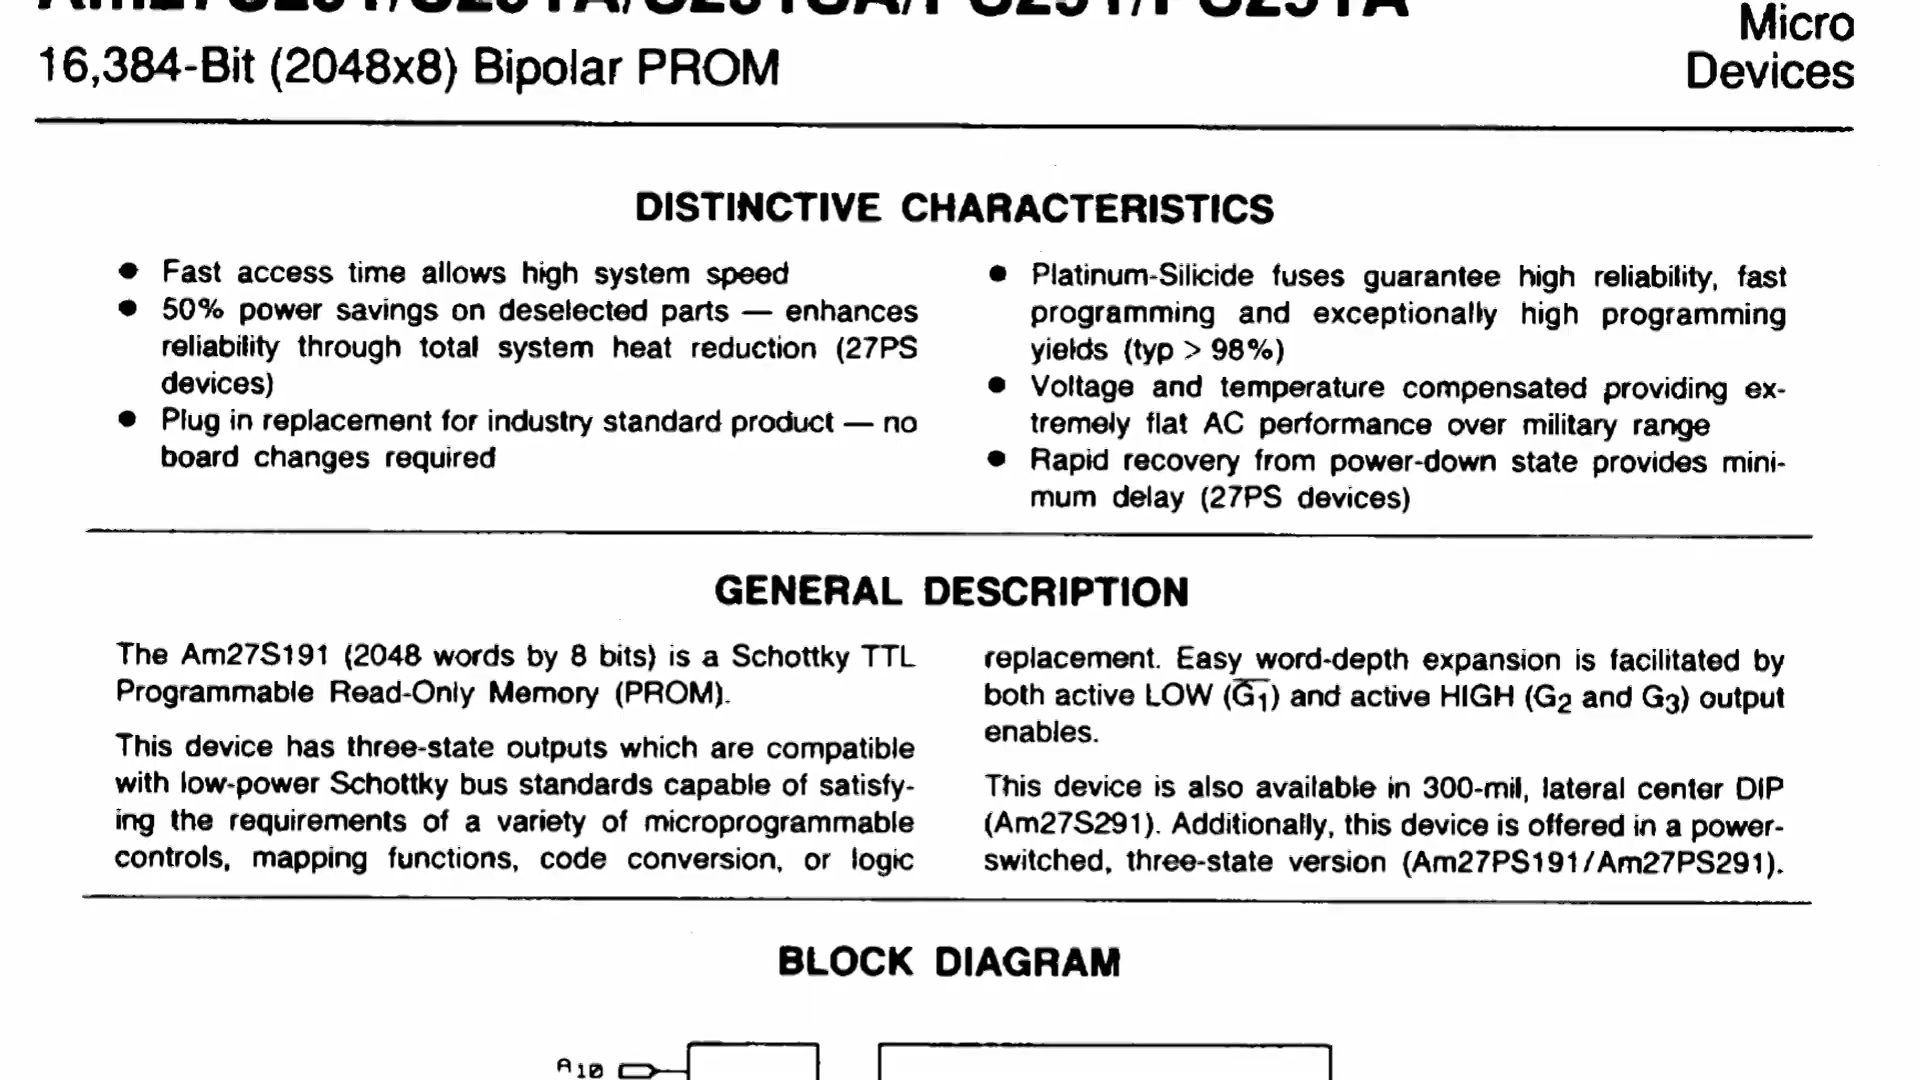 Am27S291/S291A/S291SA/PS291/PS291A
16,384-Bit (2048x8) Bipolar PROM
Micro
Devices
DISTINCTIVE CHARACTERISTICS
● Fast access time allows high system speed
● 50% power savings on deselected parts — enhances
reliability through total system heat reduction (27PS
devices)
● Plug in replacement for industry standard product — no
board changes required
● Platinum-Silicide fuses guarantee high reliability, fast
programming and exceptionally high programming
yields (typ > 98%)
● Voltage and temperature compensated providing ex-
tremely flat AC performance over military range
● Rapid recovery from power-down state provides mini-
mum delay (27PS devices)
GENERAL DESCRIPTION
The Am27S191 (2048 words by 8 bits) is a Schottky TTL
Programmable Read-Only Memory (PROM).
This device has three-state outputs which are compatible
with low-power Schottky bus standards capable of satisfy-
ing the requirements of a variety of microprogrammable
controls, mapping functions, code conversion, or logic
replacement. Easy word-depth expansion is facilitated by
both active LOW (G̅₁) and active HIGH (G₂ and G₃) output
enables.
This device is also available in 300-mil, lateral center DIP
(Am27S291). Additionally, this device is offered in a power-
switched, three-state version (Am27PS191/Am27PS291).
BLOCK DIAGRAM
A10